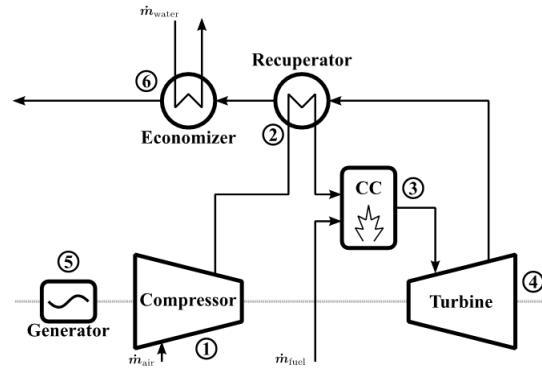 ṁwater
⑥
Recuperator
Economizer
②
CC
③
⑤
Compressor
Turbine
④
Generator
①
ṁair
ṁfuel